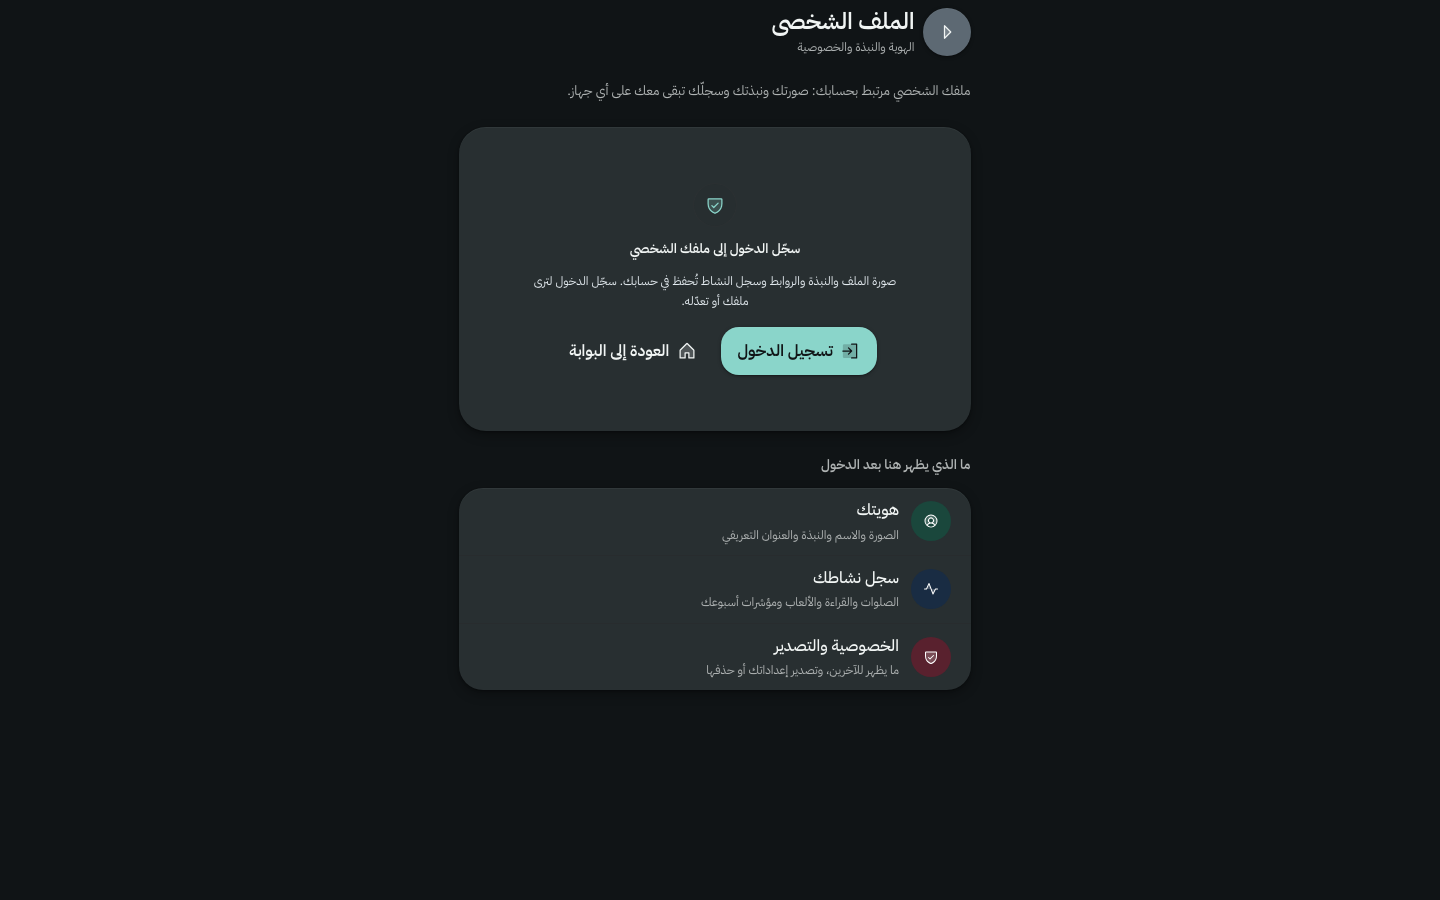 الملف الشخصي
الهوية والنبذة والخصوصية
ملفك الشخصي مرتبط بحسابك: صورتك ونبذتك وسجلّك تبقى معك على أي جهاز.
سجّل الدخول إلى ملفك الشخصي
صورة الملف والنبذة والروابط وسجل النشاط تُحفظ في حسابك. سجّل الدخول لترى
ملفك أو تعدّله.
تسجيل الدخول
العودة إلى البوابة
ما الذي يظهر هنا بعد الدخول
هويتك
الصورة والاسم والنبذة والعنوان التعريفي
سجل نشاطك
الصلوات والقراءة والألعاب ومؤشرات أسبوعك
الخصوصية والتصدير
ما يظهر للآخرين، وتصدير إعداداتك أو حذفها